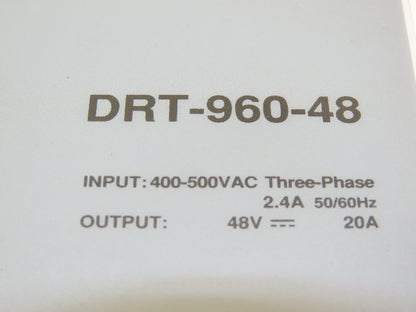 DRT-960-48
INPUT: 400-500VAC Three-Phase
2.4A 50/60Hz
OUTPUT: 48V ⎓ 20A